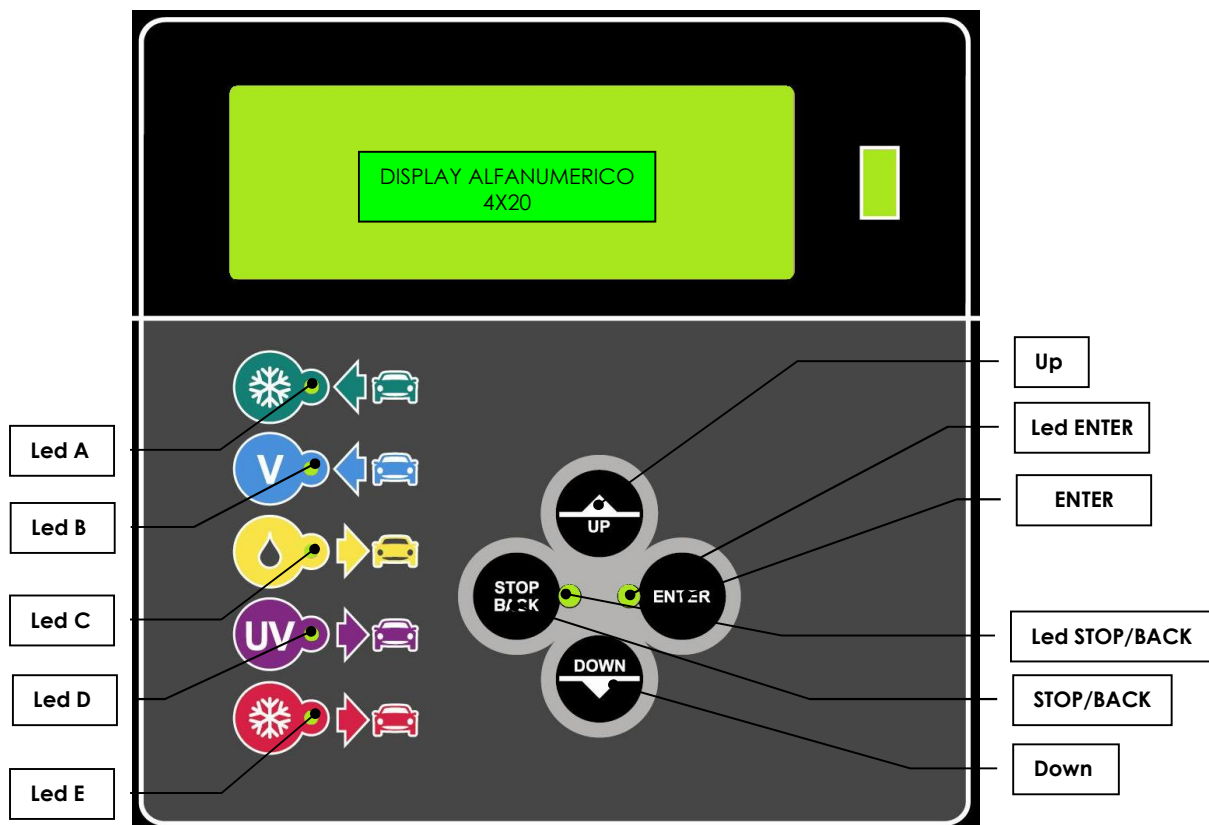 DISPLAY ALFANUMERICO
4X20
Up
Led ENTER
Led A
V
ENTER
Led B
UP
STOP
BACK
ENTER
Led C
UV
Led STOP/BACK
DOWN
Led D
STOP/BACK
Down
Led E